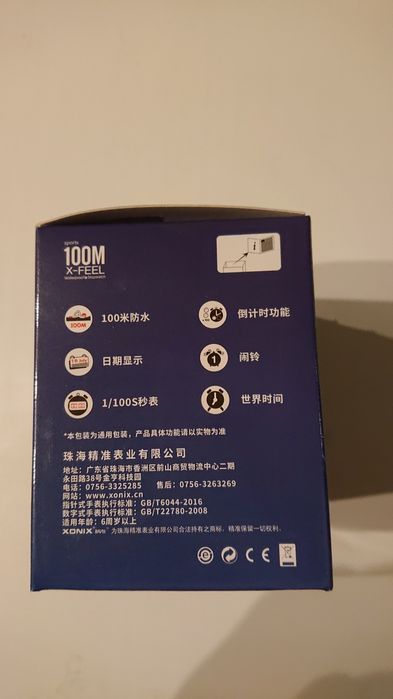 sports
100M
X-FEEL
Waterproof & Stopwatch
i
100M
100米防水
倒计时功能
日期显示
1
闹铃
1/100S秒表
世界时间
*本包装为通用包装，产品具体功能请以实物为准
珠海精准表业有限公司
地址：广东省珠海市香洲区前山商贸物流中心二期
永田路38号金亨科技园
电话：0756-3325285 售后：0756-3263269
网站：www.xonix.cn
指针式手表执行标准：GB/T6044-2016
数字式手表执行标准：GB/T22780-2008
适用年龄：6周岁以上
XONIX 为珠海精准表业有限公司合法持有之商标，精准保留一切权利。
e
CE